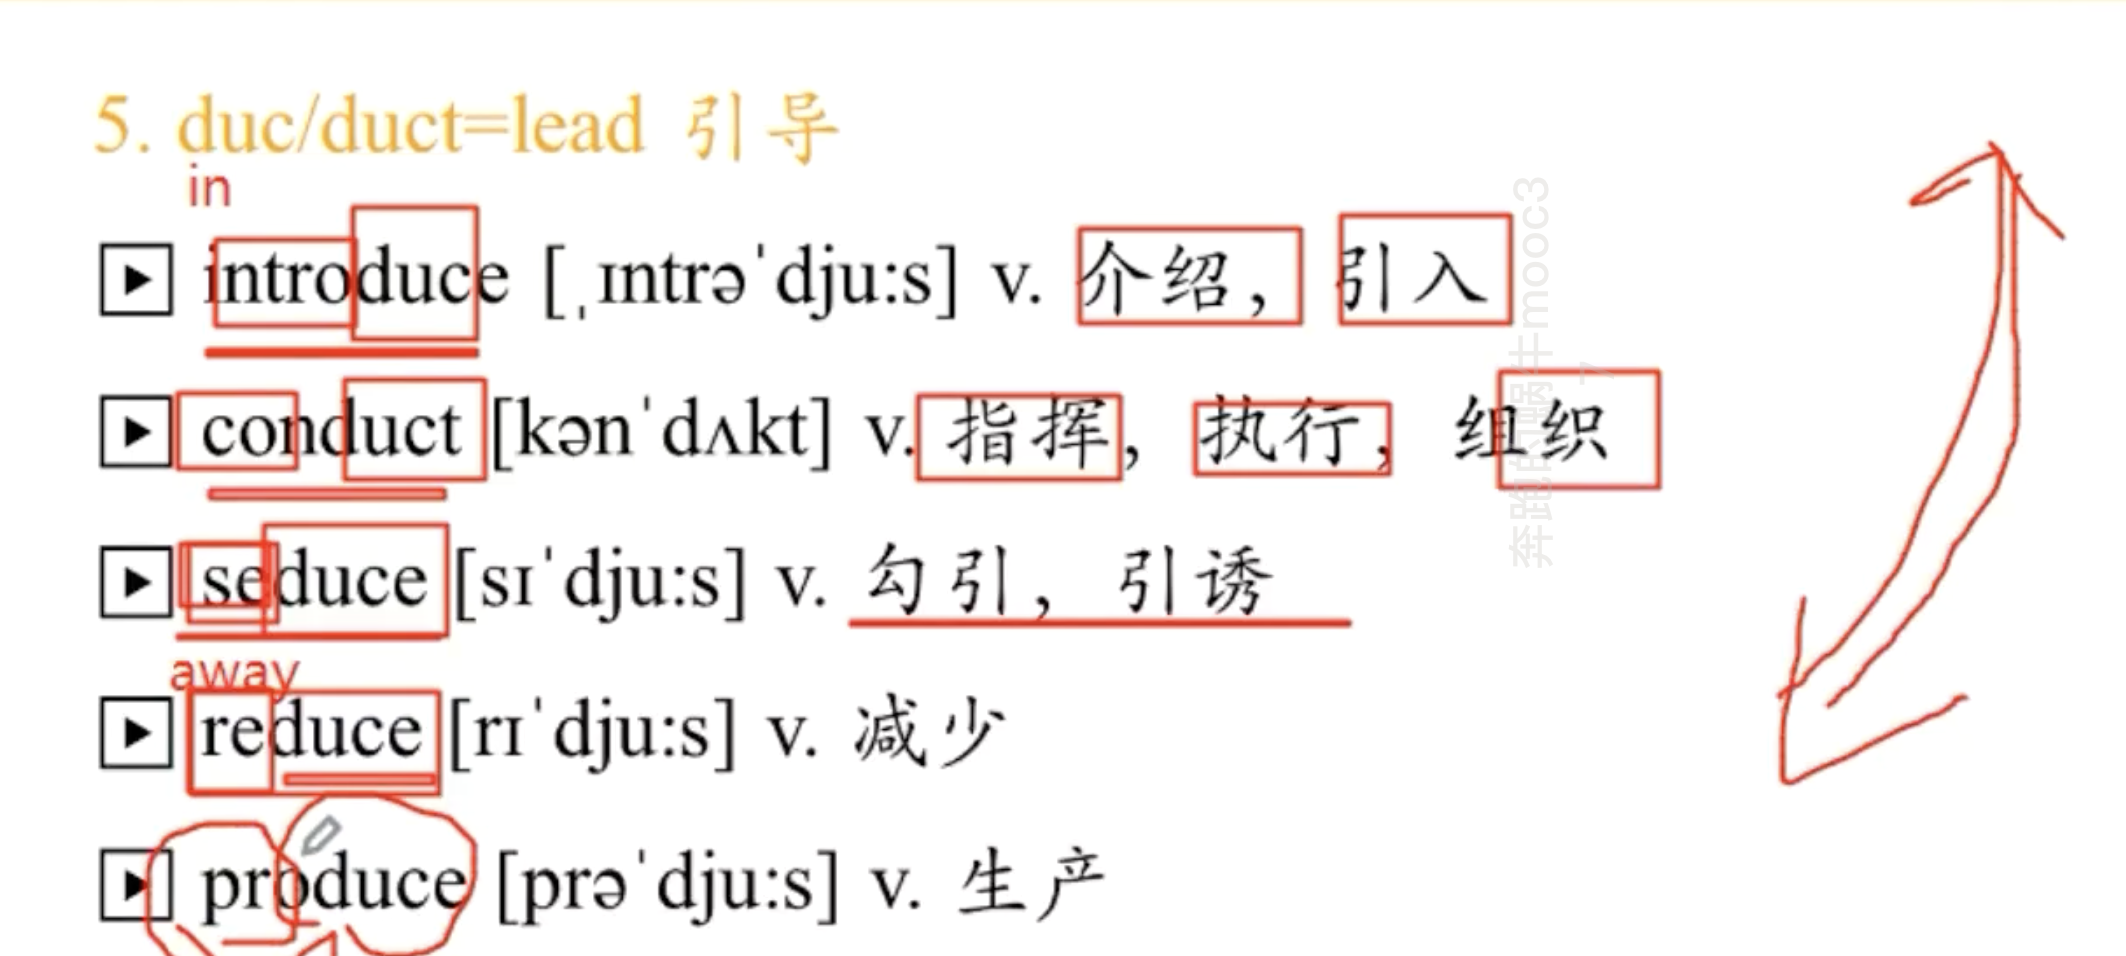 5. duc/duct=lead 引导
in
introduce [ˌɪntrəˈdju:s] v. 介绍，引入
conduct [kənˈdʌkt] v. 指挥，执行，组织
seduce [sɪˈdju:s] v. 勾引，引诱
away
reduce [rɪˈdju:s] v. 减少
produce [prəˈdju:s] v. 生产
奔跑的蜗牛mooc3
7